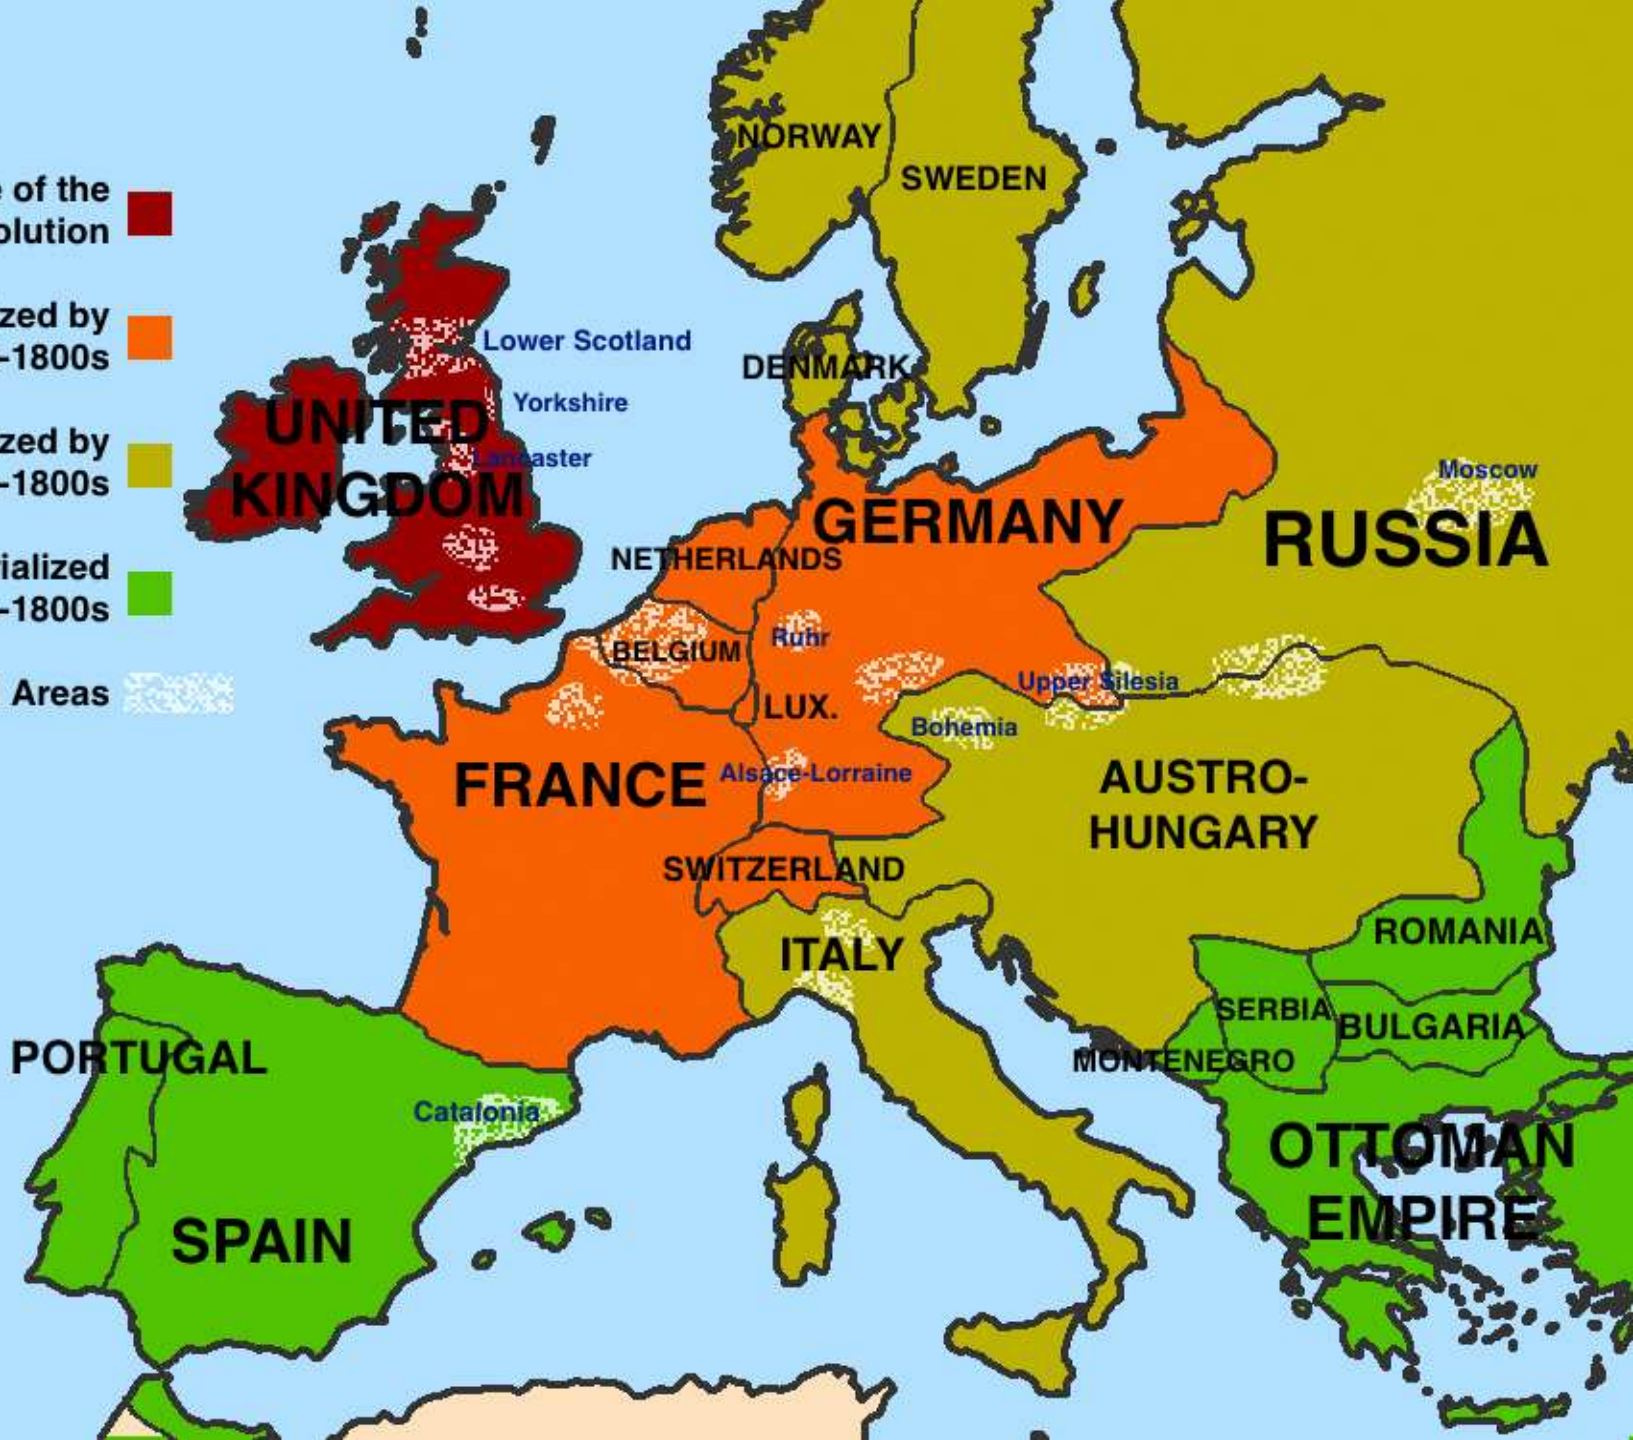 of the
olution
zed by
-1800s
zed by
-1800s
ialized
-1800s
Areas
NORWAY
SWEDEN
DENMARK
Lower Scotland
Yorkshire
Lancaster
UNITED
KINGDOM
Moscow
RUSSIA
GERMANY
NETHERLANDS
BELGIUM
Ruhr
Upper Silesia
LUX.
Bohemia
FRANCE
Alsace-Lorraine
AUSTRO-
HUNGARY
SWITZERLAND
ITALY
ROMANIA
SERBIA
BULGARIA
MONTENEGRO
PORTUGAL
Catalonia
SPAIN
OTTOMAN
EMPIRE